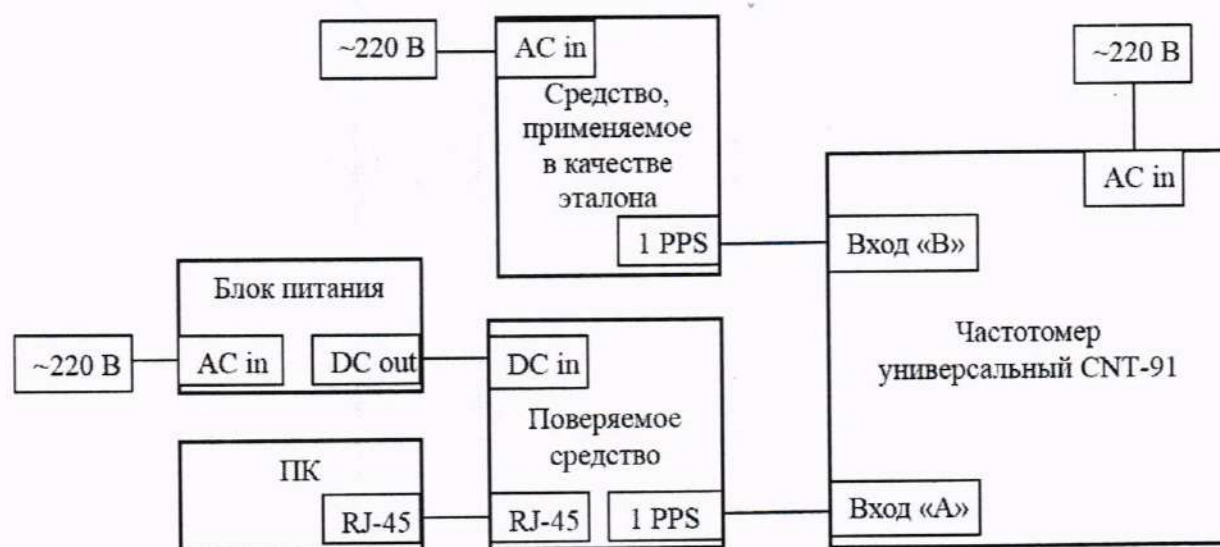 ~220 В
AC in
~220 В
Средство,
применяемое
в качестве
эталона
AC in
1 PPS
Вход «B»
Блок питания
Частотомер
универсальный CNT-91
~220 В
AC in
DC out
DC in
Поверяемое
средство
ПК
RJ-45
RJ-45
1 PPS
Вход «А»